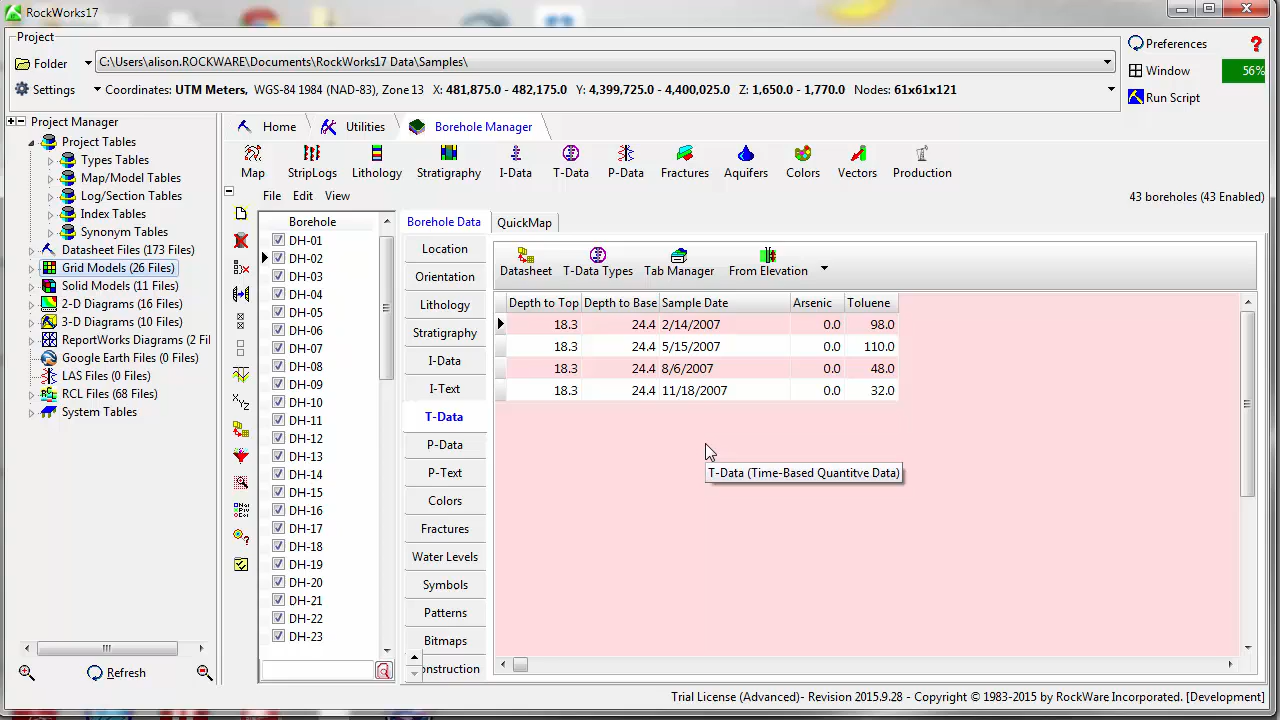 RockWorks17
Project
Folder C:\Users\alison.ROCKWARE\Documents\RockWorks17 Data\Samples\
Settings Coordinates: UTM Meters, WGS-84 1984 (NAD-83), Zone 13 X: 481,875.0 - 482,175.0 Y: 4,399,725.0 - 4,400,025.0 Z: 1,650.0 - 1,770.0 Nodes: 61x61x121
Preferences ?
Window 56%
Run Script
Project Manager
Project Tables
Types Tables
Map/Model Tables
Log/Section Tables
Index Tables
Synonym Tables
Datasheet Files (173 Files)
Grid Models (26 Files)
Solid Models (11 Files)
2-D Diagrams (16 Files)
3-D Diagrams (10 Files)
ReportWorks Diagrams (2 Fil
Google Earth Files (0 Files)
LAS Files (0 Files)
RCL Files (68 Files)
System Tables
Refresh
Home Utilities Borehole Manager
Map StripLogs Lithology Stratigraphy I-Data T-Data P-Data Fractures Aquifers Colors Vectors Production
File Edit View 43 boreholes (43 Enabled)
Borehole
DH-01
DH-02
DH-03
DH-04
DH-05
DH-06
DH-07
DH-08
DH-09
DH-10
DH-11
DH-12
DH-13
DH-14
DH-15
DH-16
DH-17
DH-18
DH-19
DH-20
DH-21
DH-22
DH-23
Borehole Data QuickMap
Location
Orientation
Lithology
Stratigraphy
I-Data
I-Text
T-Data
P-Data
P-Text
Colors
Fractures
Water Levels
Symbols
Patterns
Bitmaps
onstruction
Datasheet T-Data Types Tab Manager From Elevation
Depth to Top Depth to Base Sample Date Arsenic Toluene
18.3 24.4 2/14/2007 0.0 98.0
18.3 24.4 5/15/2007 0.0 110.0
18.3 24.4 8/6/2007 0.0 48.0
18.3 24.4 11/18/2007 0.0 32.0
T-Data (Time-Based Quantitve Data)
Trial License (Advanced)- Revision 2015.9.28 - Copyright © 1983-2015 by RockWare Incorporated. [Development]